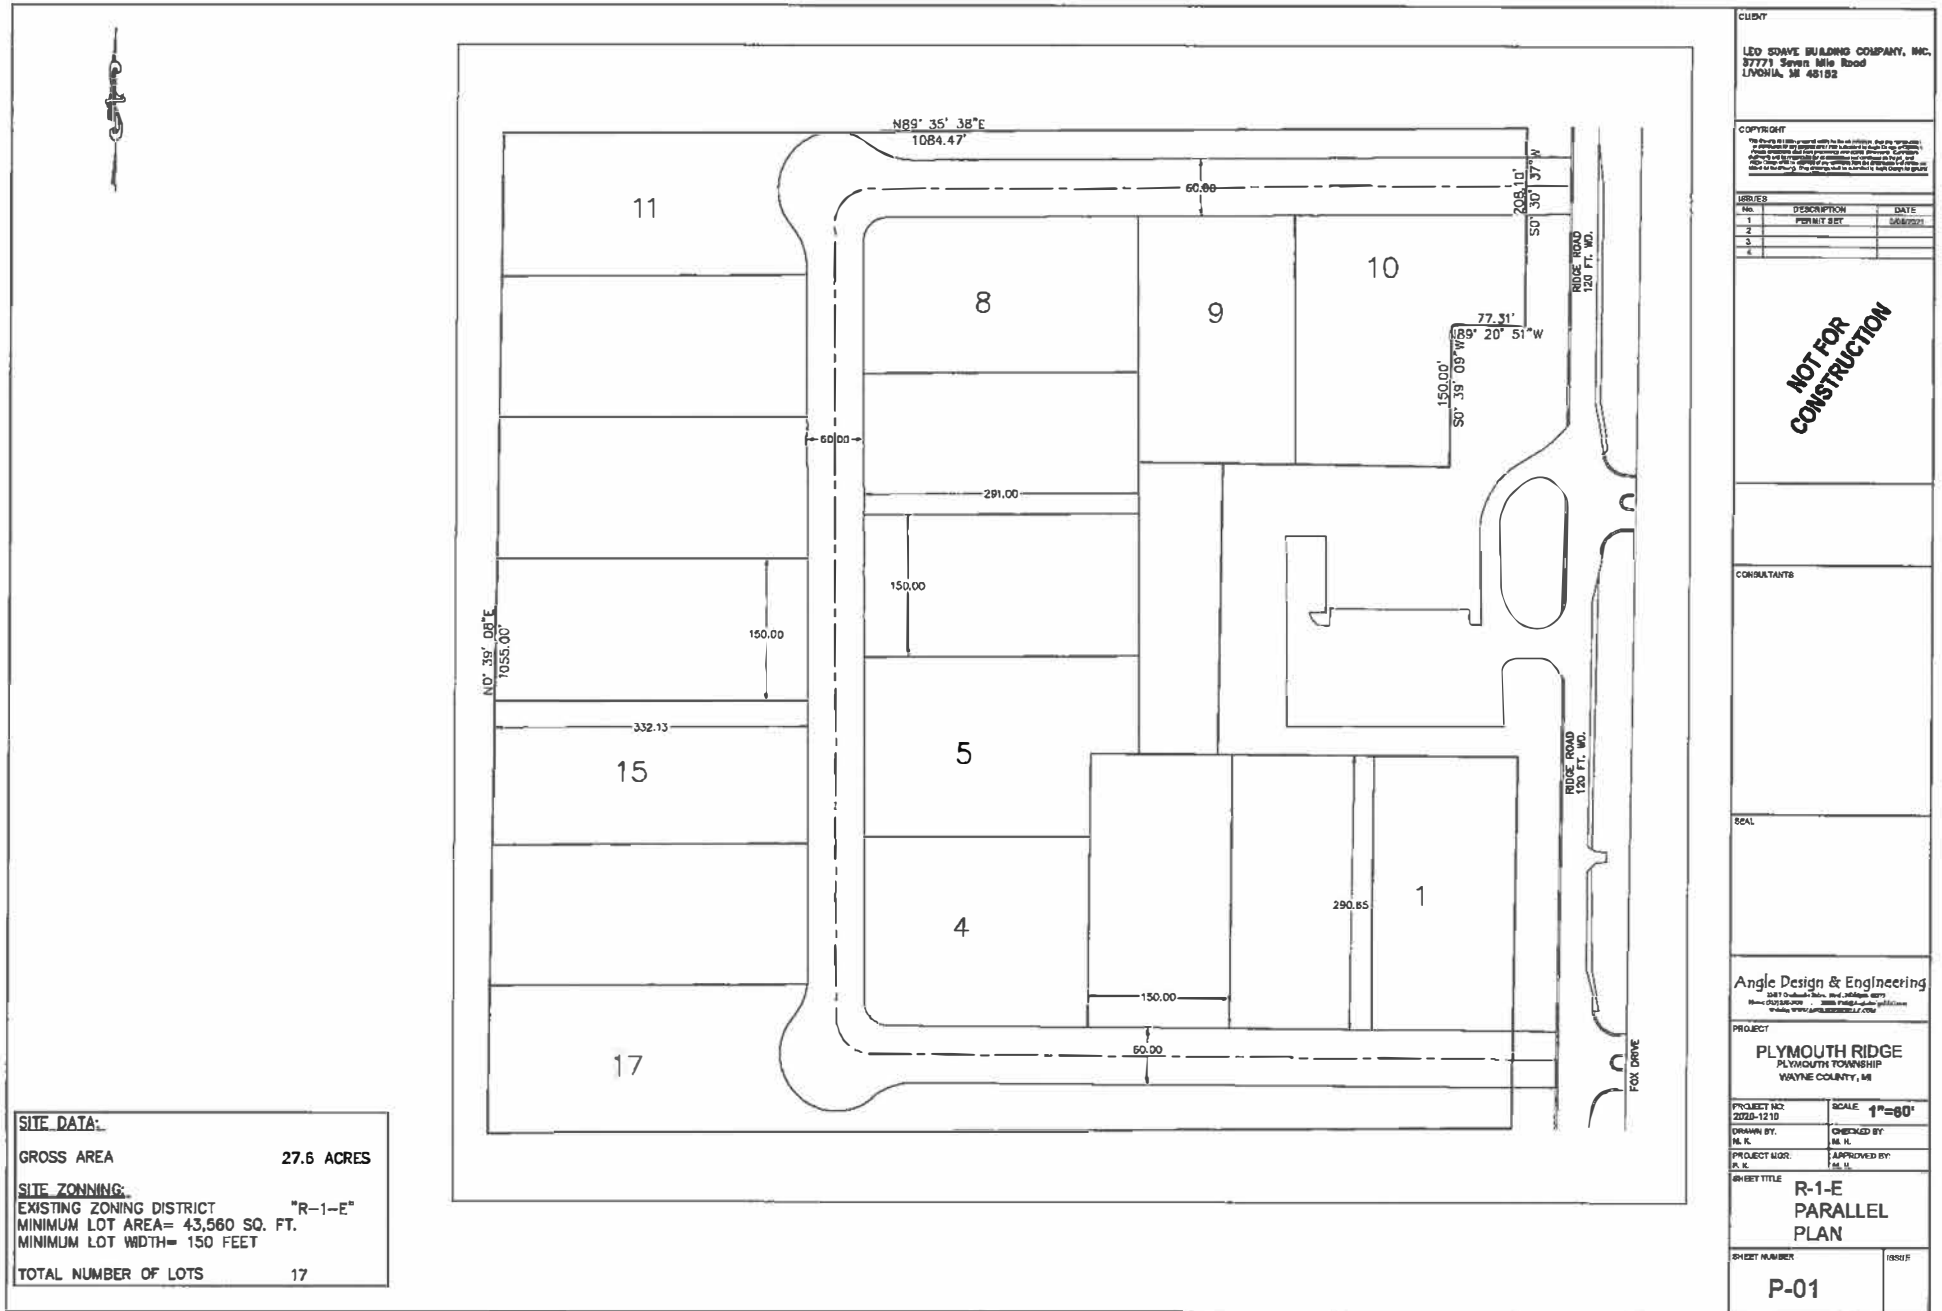 N89° 35' 38"E
1084.47'
11
60.00
208.10'
S0° 30' 37"W
RIDGE ROAD
120 FT. WD.
10
8
9
77.31'
N89° 20' 51"W
150.00'
S0° 39' 09"W
60.00
291.00
150.00
150.00
N0° 39' 08"E
1055.00'
332.13
15
5
RIDGE ROAD
120 FT. WD.
290.65
1
4
150.00
60.00
17
FOX DRIVE
SITE DATA:
GROSS AREA 27.6 ACRES
SITE ZONNING:
EXISTING ZONING DISTRICT "R-1-E"
MINIMUM LOT AREA= 43,560 SQ. FT.
MINIMUM LOT WIDTH= 150 FEET
TOTAL NUMBER OF LOTS 17
CLIENT
LEO SOAVE BUILDING COMPANY, INC.
37771 Seven Mile Road
LIVONIA, MI 48152
COPYRIGHT
ISSUES
No. DESCRIPTION DATE
1 PERMIT SET
2
3
4
NOT FOR
CONSTRUCTION
CONSULTANTS
SEAL
Angle Design & Engineering
PROJECT
PLYMOUTH RIDGE
PLYMOUTH TOWNSHIP
WAYNE COUNTY, MI
PROJECT NO: SCALE 1"=60'
2020-1210
DRAWN BY: CHECKED BY:
N. K. M. H.
PROJECT MGR: APPROVED BY:
SHEET TITLE
R-1-E
PARALLEL
PLAN
SHEET NUMBER ISSUE
P-01